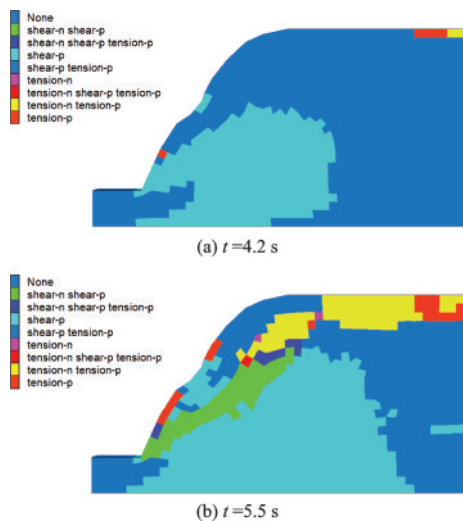 None
shear-n shear-p
shear-n shear-p tension-p
shear-p
shear-p tension-p
tension-n
tension-n shear-p tension-p
tension-n tension-p
tension-p
(a) t =4.2 s
None
shear-n shear-p
shear-n shear-p tension-p
shear-p
shear-p tension-p
tension-n
tension-n shear-p tension-p
tension-n tension-p
tension-p
(b) t=5.5 s